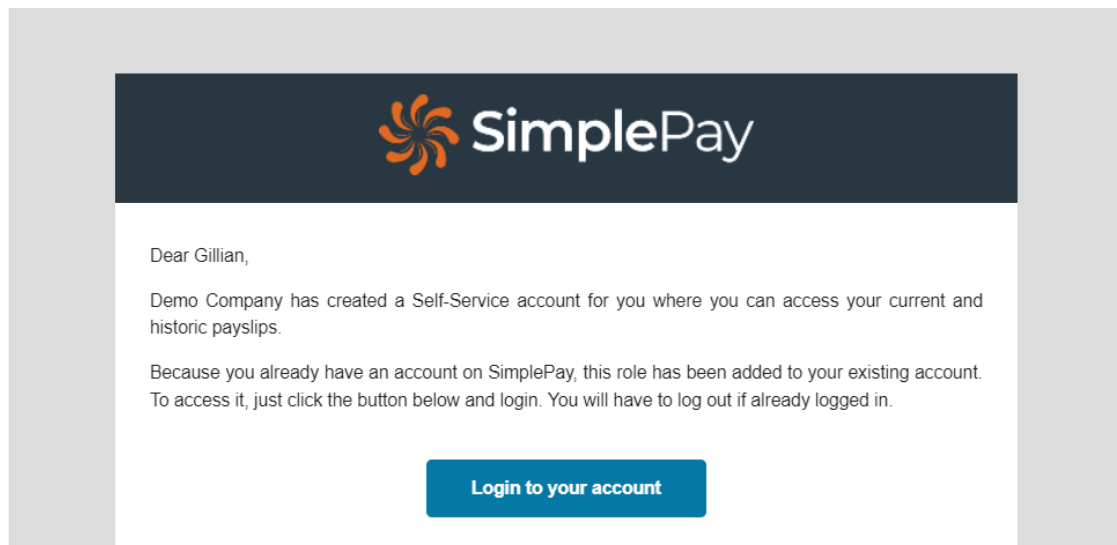 SimplePay
Dear Gillian,
Demo Company has created a Self-Service account for you where you can access your current and
historic payslips.
Because you already have an account on SimplePay, this role has been added to your existing account.
To access it, just click the button below and login. You will have to log out if already logged in.
Login to your account